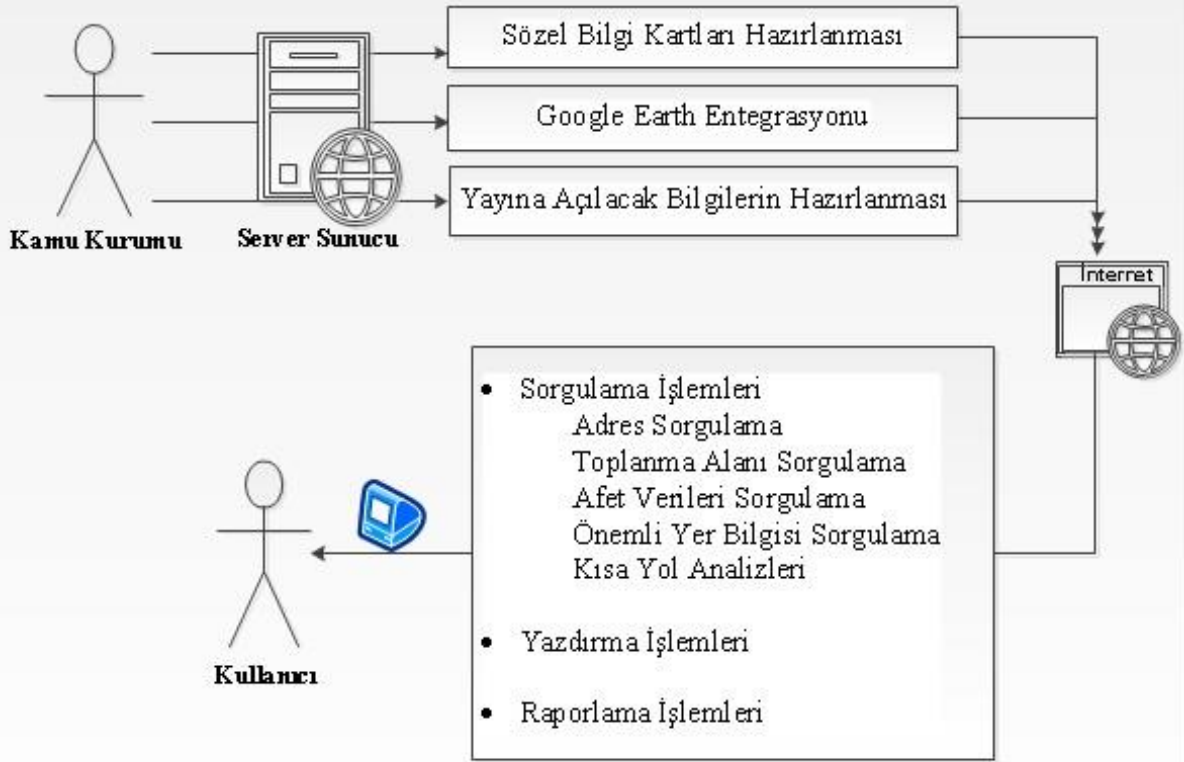 Sözel Bilgi Kartları Hazırlanması
Google Earth Entegrasyonu
Yayına Açılacak Bilgilerin Hazırlanması
Kamu Kurumu
Server Sunucu
İnternet
• Sorgulama İşlemleri
Adres Sorgulama
Toplanma Alanı Sorgulama
Afet Verileri Sorgulama
Önemli Yer Bilgisi Sorgulama
Kısa Yol Analizleri
• Yazdırma İşlemleri
• Raporlama İşlemleri
Kullanıcı